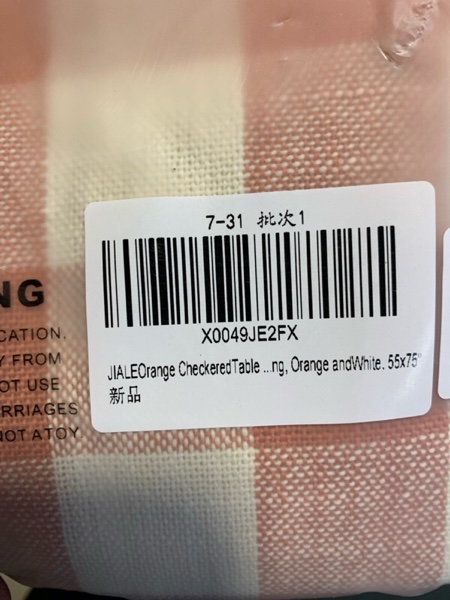 7-31 批次1
X0049JE2FX
JIALEOrange CheckeredTable ...ng, Orange andWhite. 55x75"
新品
NG
CATION,
Y FROM
OT USE
RRIAGES
NOT A TOY